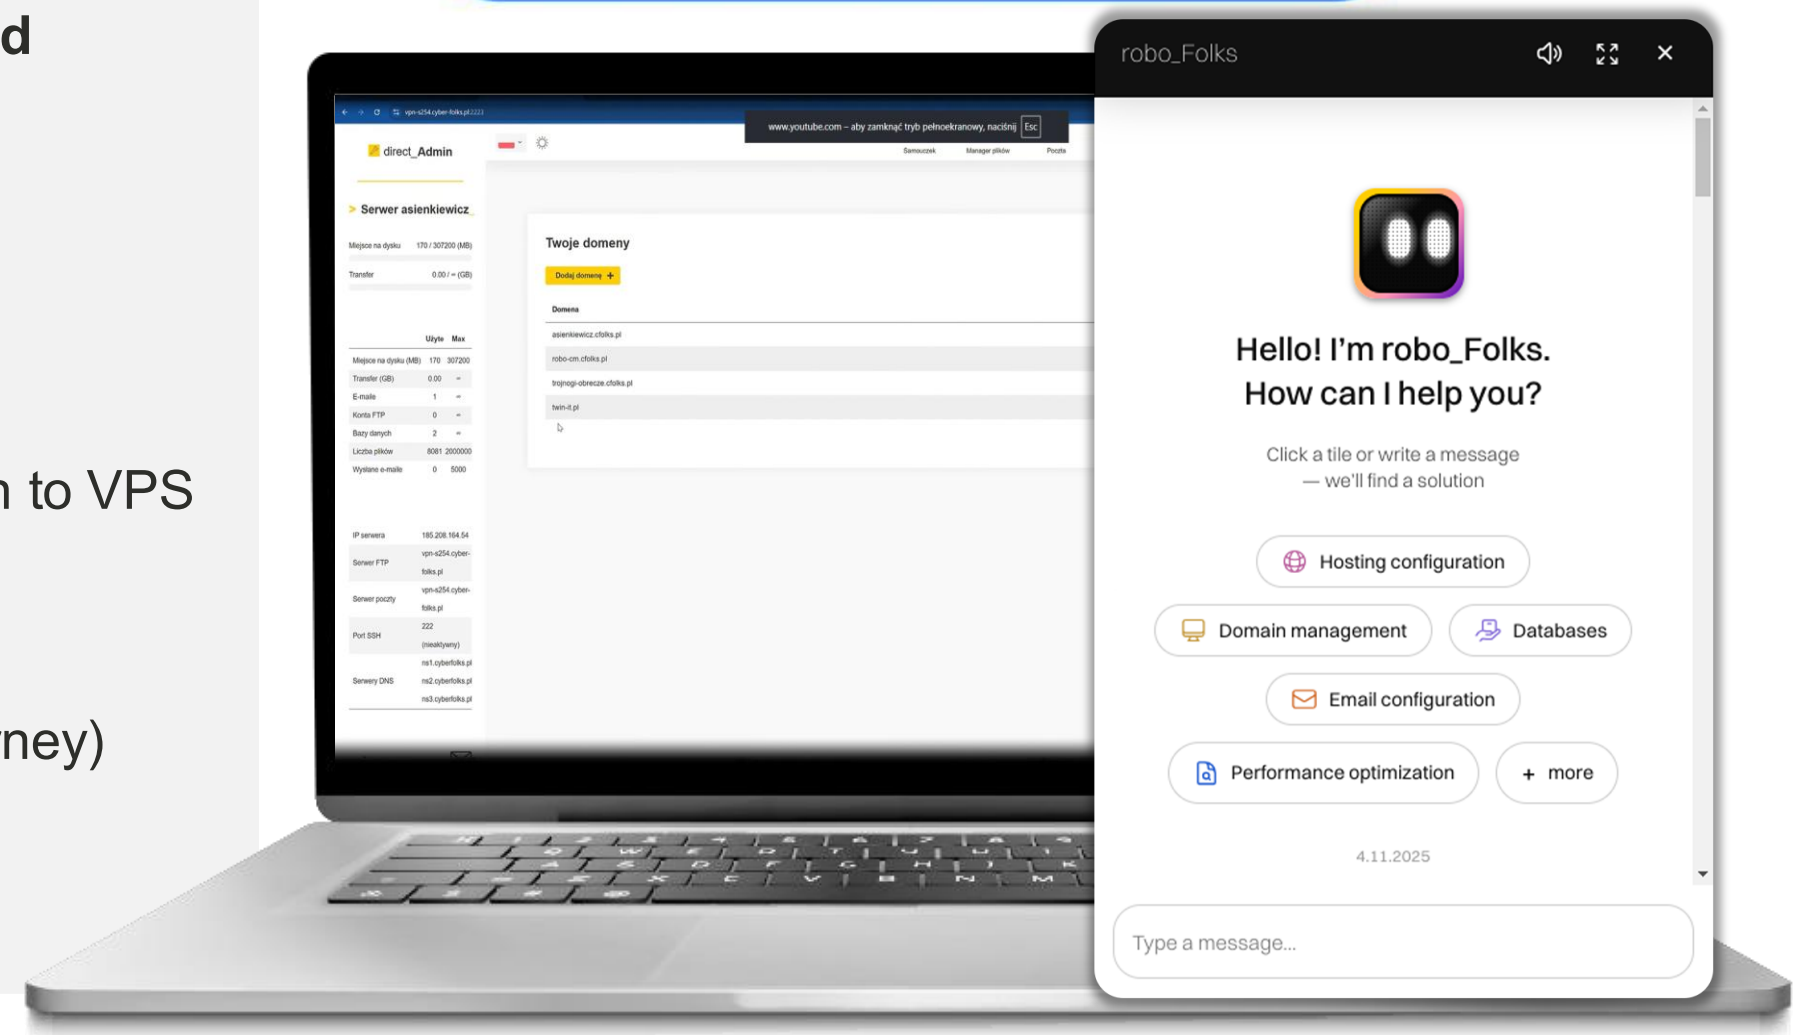 d
n to VPS
ney)
vpn-s254.cyber-folks.pl:2223
www.youtube.com – aby zamknąć tryb pełnoekranowy, naciśnij Esc
direct_Admin
Samouczek Manager plików Poczta
> Serwer asienkiewicz_
Miejsce na dysku 170 / 307200 (MB)
Transfer 0.00 / ∞ (GB)
Użyte Max
Miejsce na dysku (MB) 170 307200
Transfer (GB) 0.00 ∞
E-maile 1 ∞
Konta FTP 0 ∞
Bazy danych 2 ∞
Liczba plików 8081 2000000
Wysłane e-maile 0 5000
IP serwera 185.208.164.54
Serwer FTP vpn-s254.cyber-
folks.pl
Serwer poczty vpn-s254.cyber-
folks.pl
Port SSH 222
(nieaktywny)
Serwery DNS ns1.cyberfolks.pl
ns2.cyberfolks.pl
ns3.cyberfolks.pl
Twoje domeny
Dodaj domenę +
Domena
asienkiewicz.cfolks.pl
robo-cm.cfolks.pl
trojnogi-obrecze.cfolks.pl
twin-it.pl
robo_Folks
Hello! I'm robo_Folks.
How can I help you?
Click a tile or write a message
— we'll find a solution
Hosting configuration
Domain management
Databases
Email configuration
Performance optimization
+ more
4.11.2025
Type a message...